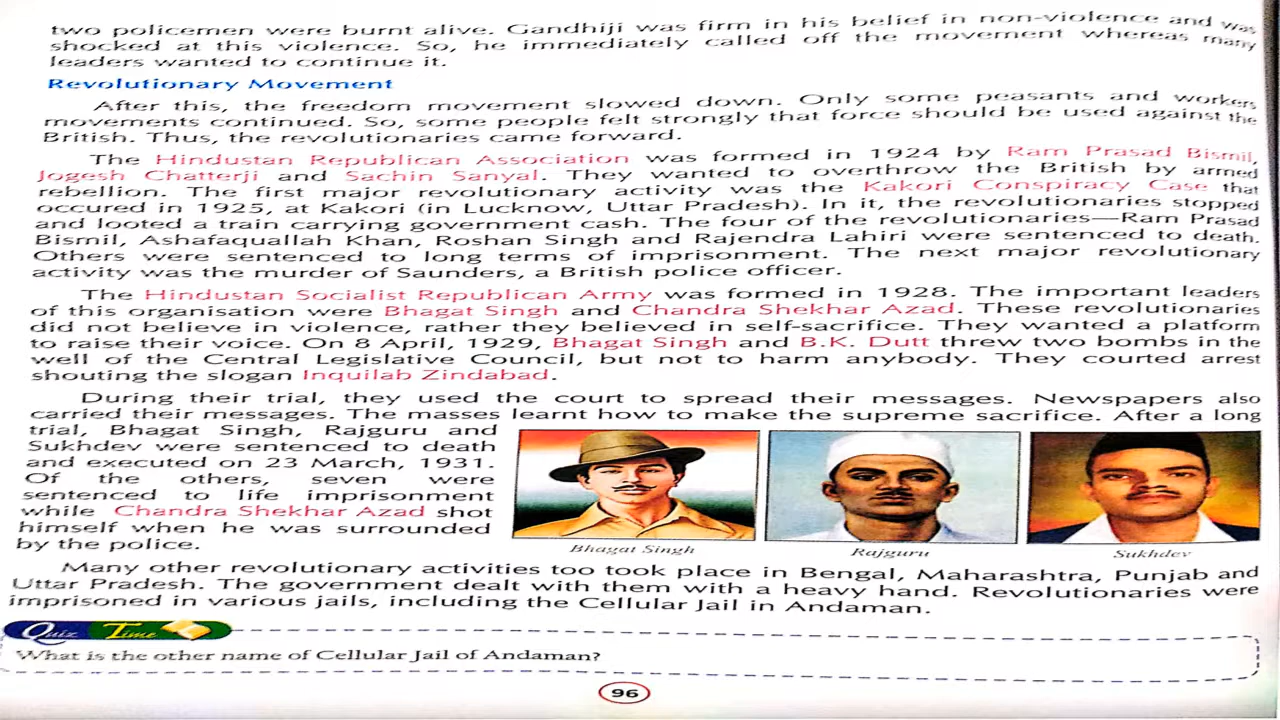 two policemen were burnt alive. Gandhiji was firm in his belief in non-violence and was
shocked at this violence. So, he immediately called off the movement whereas many
leaders wanted to continue it.
Revolutionary Movement
After this, the freedom movement slowed down. Only some peasants and workers
movements continued. So, some people felt strongly that force should be used against the
British. Thus, the revolutionaries came forward.
The Hindustan Republican Association was formed in 1924 by Ram Prasad Bismil,
Jogesh Chatterji and Sachin Sanyal. They wanted to overthrow the British by armed
rebellion. The first major revolutionary activity was the Kakori Conspiracy Case that
occured in 1925, at Kakori (in Lucknow, Uttar Pradesh). In it, the revolutionaries stopped
and looted a train carrying government cash. The four of the revolutionaries—Ram Prasad
Bismil, Ashafaquallah Khan, Roshan Singh and Rajendra Lahiri were sentenced to death.
Others were sentenced to long terms of imprisonment. The next major revolutionary
activity was the murder of Saunders, a British police officer.
The Hindustan Socialist Republican Army was formed in 1928. The important leaders
of this organisation were Bhagat Singh and Chandra Shekhar Azad. These revolutionaries
did not believe in violence, rather they believed in self-sacrifice. They wanted a platform
to raise their voice. On 8 April, 1929, Bhagat Singh and B.K. Dutt threw two bombs in the
well of the Central Legislative Council, but not to harm anybody. They courted arrest
shouting the slogan Inquilab Zindabad.
During their trial, they used the court to spread their messages. Newspapers also
carried their messages. The masses learnt how to make the supreme sacrifice. After a long
trial, Bhagat Singh, Rajguru and
Sukhdev were sentenced to death
and executed on 23 March, 1931.
Of the others, seven were
sentenced to life imprisonment
while Chandra Shekhar Azad shot
himself when he was surrounded
by the police.
Bhagat Singh
Rajguru
Sukhdev
Many other revolutionary activities too took place in Bengal, Maharashtra, Punjab and
Uttar Pradesh. The government dealt with them with a heavy hand. Revolutionaries were
imprisoned in various jails, including the Cellular Jail in Andaman.
Quiz Time
What is the other name of Cellular Jail of Andaman?
96